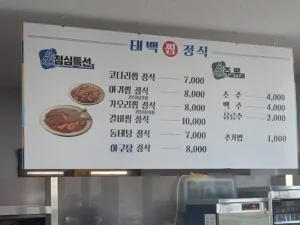 태백 찜 정식
점심특선
코다리찜 정식 7,000
아귀찜 정식 8,000
가오리찜 정식 8,000
갈비찜 정식 10,000
동태탕 정식 7,000
아구탕 정식 8,000
주류
소 주 4,000
맥 주 4,000
음료수 2,000
추가밥 1,000